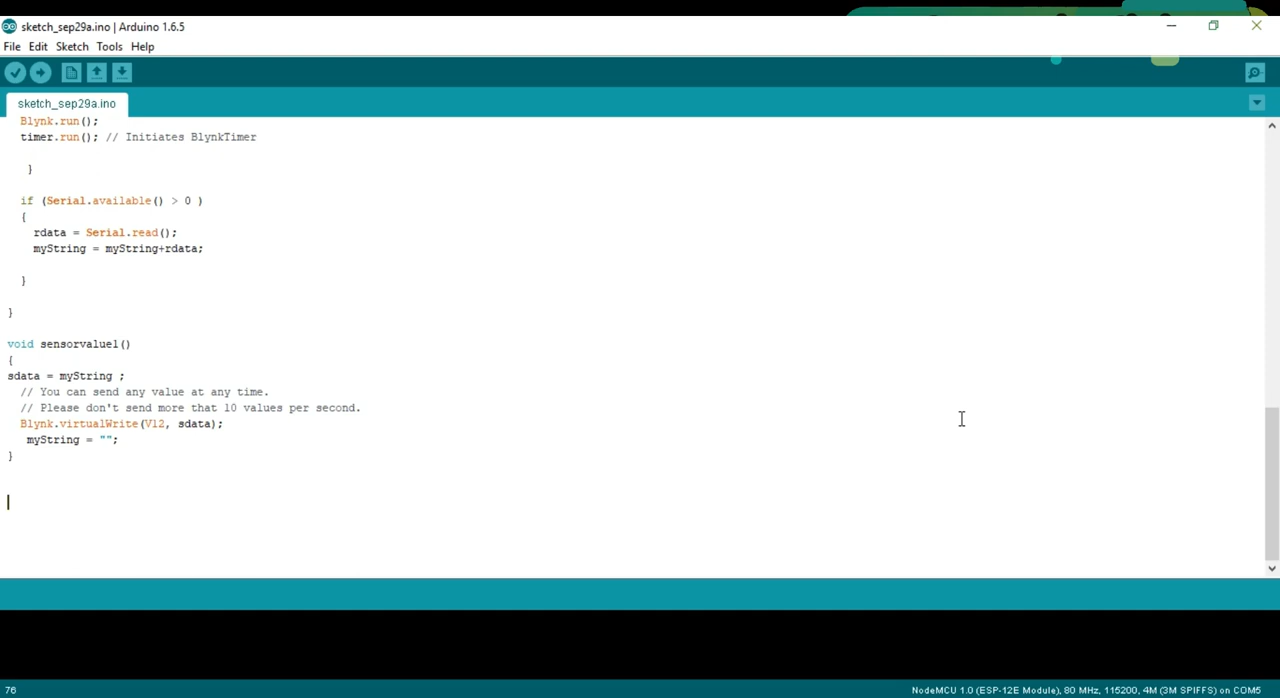 sketch_sep29a.ino | Arduino 1.6.5
File Edit Sketch Tools Help
sketch_sep29a.ino
Blynk.run();
timer.run(); // Initiates BlynkTimer
}
if (Serial.available() > 0 )
{
rdata = Serial.read();
myString = myString+rdata;
}
}
void sensorvalue1()
{
sdata = myString ;
// You can send any value at any time.
// Please don't send more that 10 values per second.
Blynk.virtualWrite(V12, sdata);
myString = "";
}
76
NodeMCU 1.0 (ESP-12E Module), 80 MHz, 115200, 4M (3M SPIFFS) on COM5